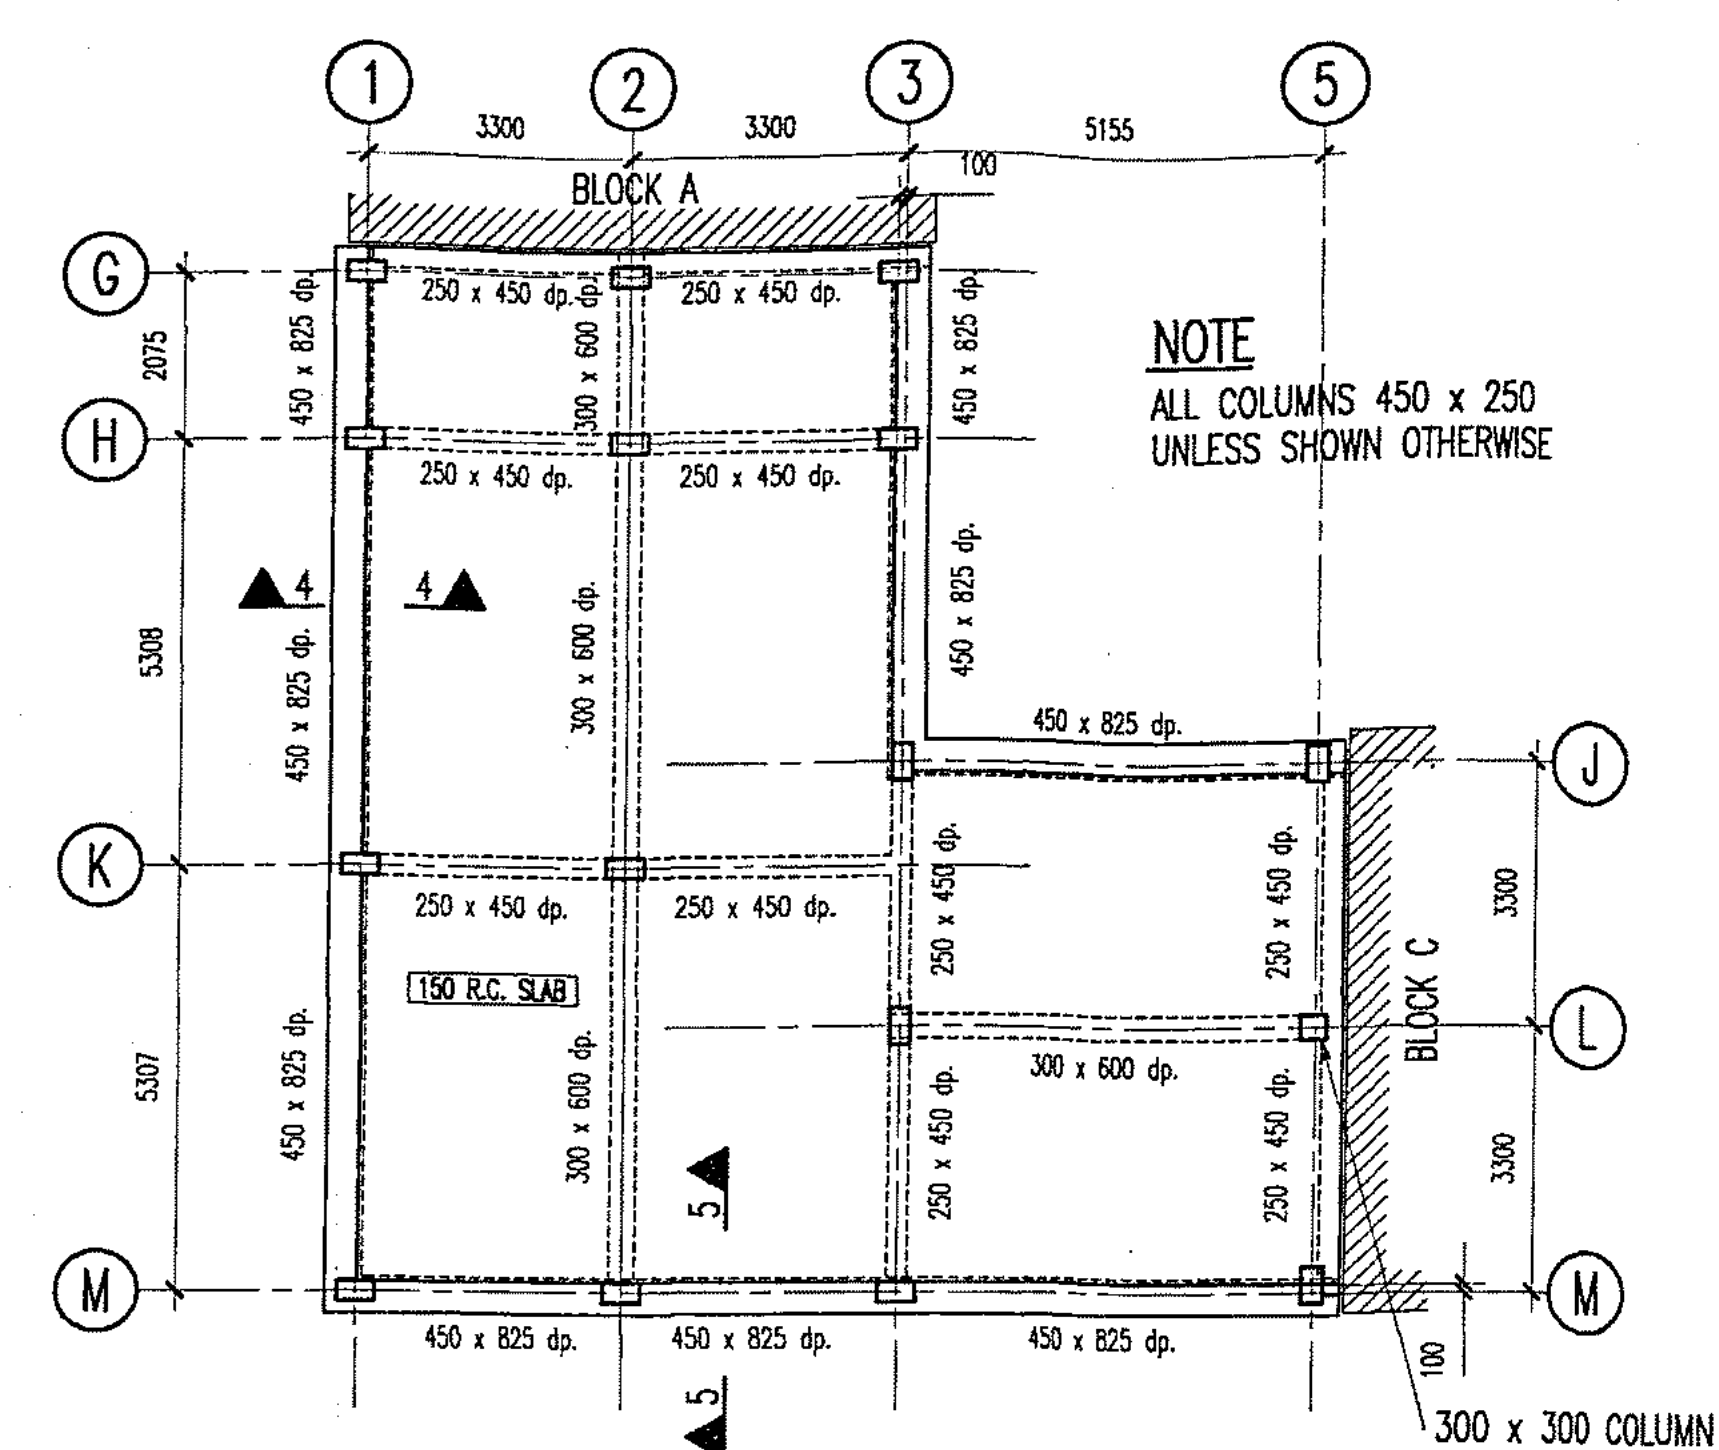 1
2
3
5
3300
3300
5155
100
BLOCK A
G
250 x 450 dp.
250 x 450 dp.
450 x 825 dp.
300 x 600 dp.
450 x 825 dp.
2075
NOTE
ALL COLUMNS 450 x 250
UNLESS SHOWN OTHERWISE
H
250 x 450 dp.
250 x 450 dp.
4
4
5308
450 x 825 dp.
300 x 600 dp.
450 x 825 dp.
450 x 825 dp.
J
K
250 x 450 dp.
250 x 450 dp.
250 x 450 dp.
250 x 450 dp.
3300
150 R.C. SLAB
BLOCK C
L
300 x 600 dp.
5307
450 x 825 dp.
300 x 600 dp.
5
250 x 450 dp.
250 x 450 dp.
3300
M
M
450 x 825 dp.
450 x 825 dp.
450 x 825 dp.
100
5
300 x 300 COLUMN